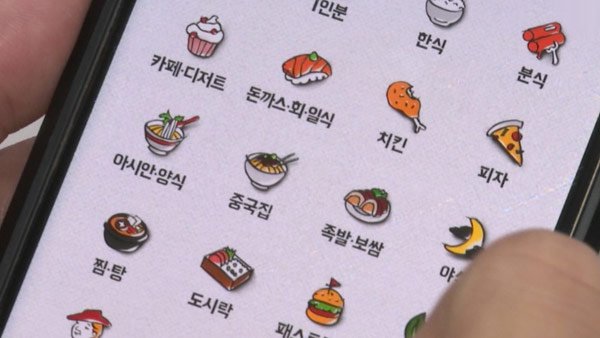 1인분
한식
분식
카페·디저트
돈까스·회·일식
치킨
피자
아시안·양식
중국집
족발·보쌈
찜·탕
도시락